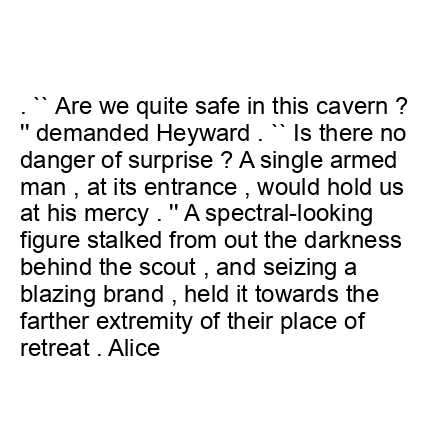 . `` Are we quite safe in this cavern ?
'' demanded Heyward . `` Is there no
danger of surprise ? A single armed
man , at its entrance , would hold us
at his mercy . '' A spectral-looking
figure stalked from out the darkness
behind the scout , and seizing a
blazing brand , held it towards the
farther extremity of their place of
retreat . Alice